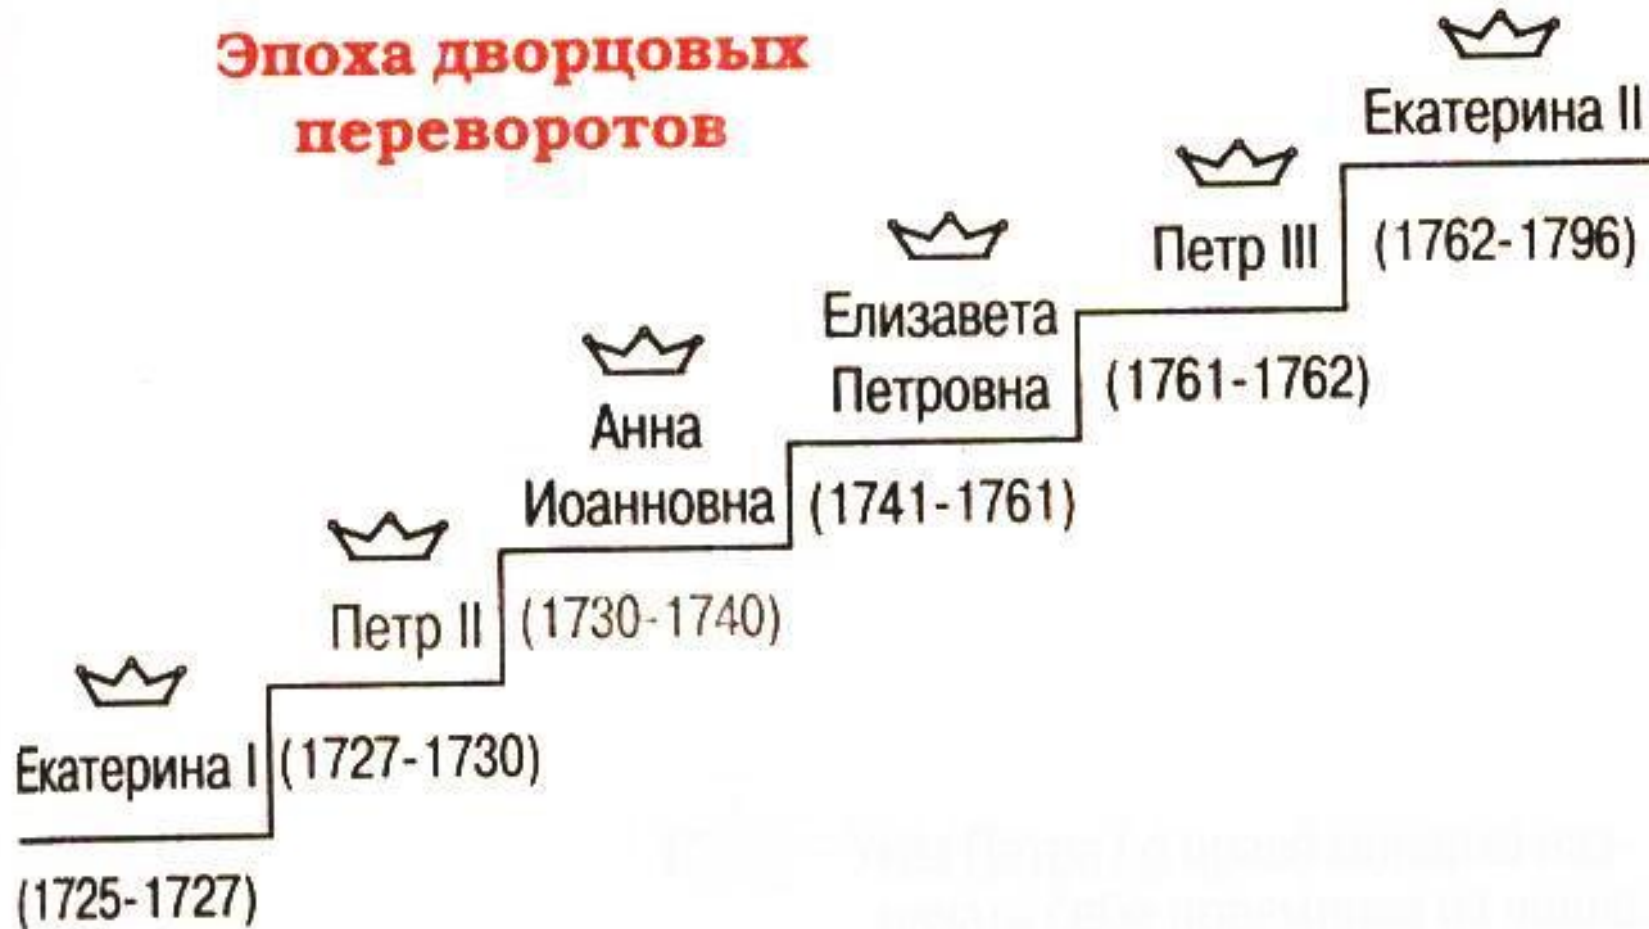 Эпоха дворцовых
переворотов
Екатерина I
(1725-1727)
Петр II
(1727-1730)
Анна
Иоанновна
(1730-1740)
Елизавета
Петровна
(1741-1761)
Петр III
(1761-1762)
Екатерина II
(1762-1796)